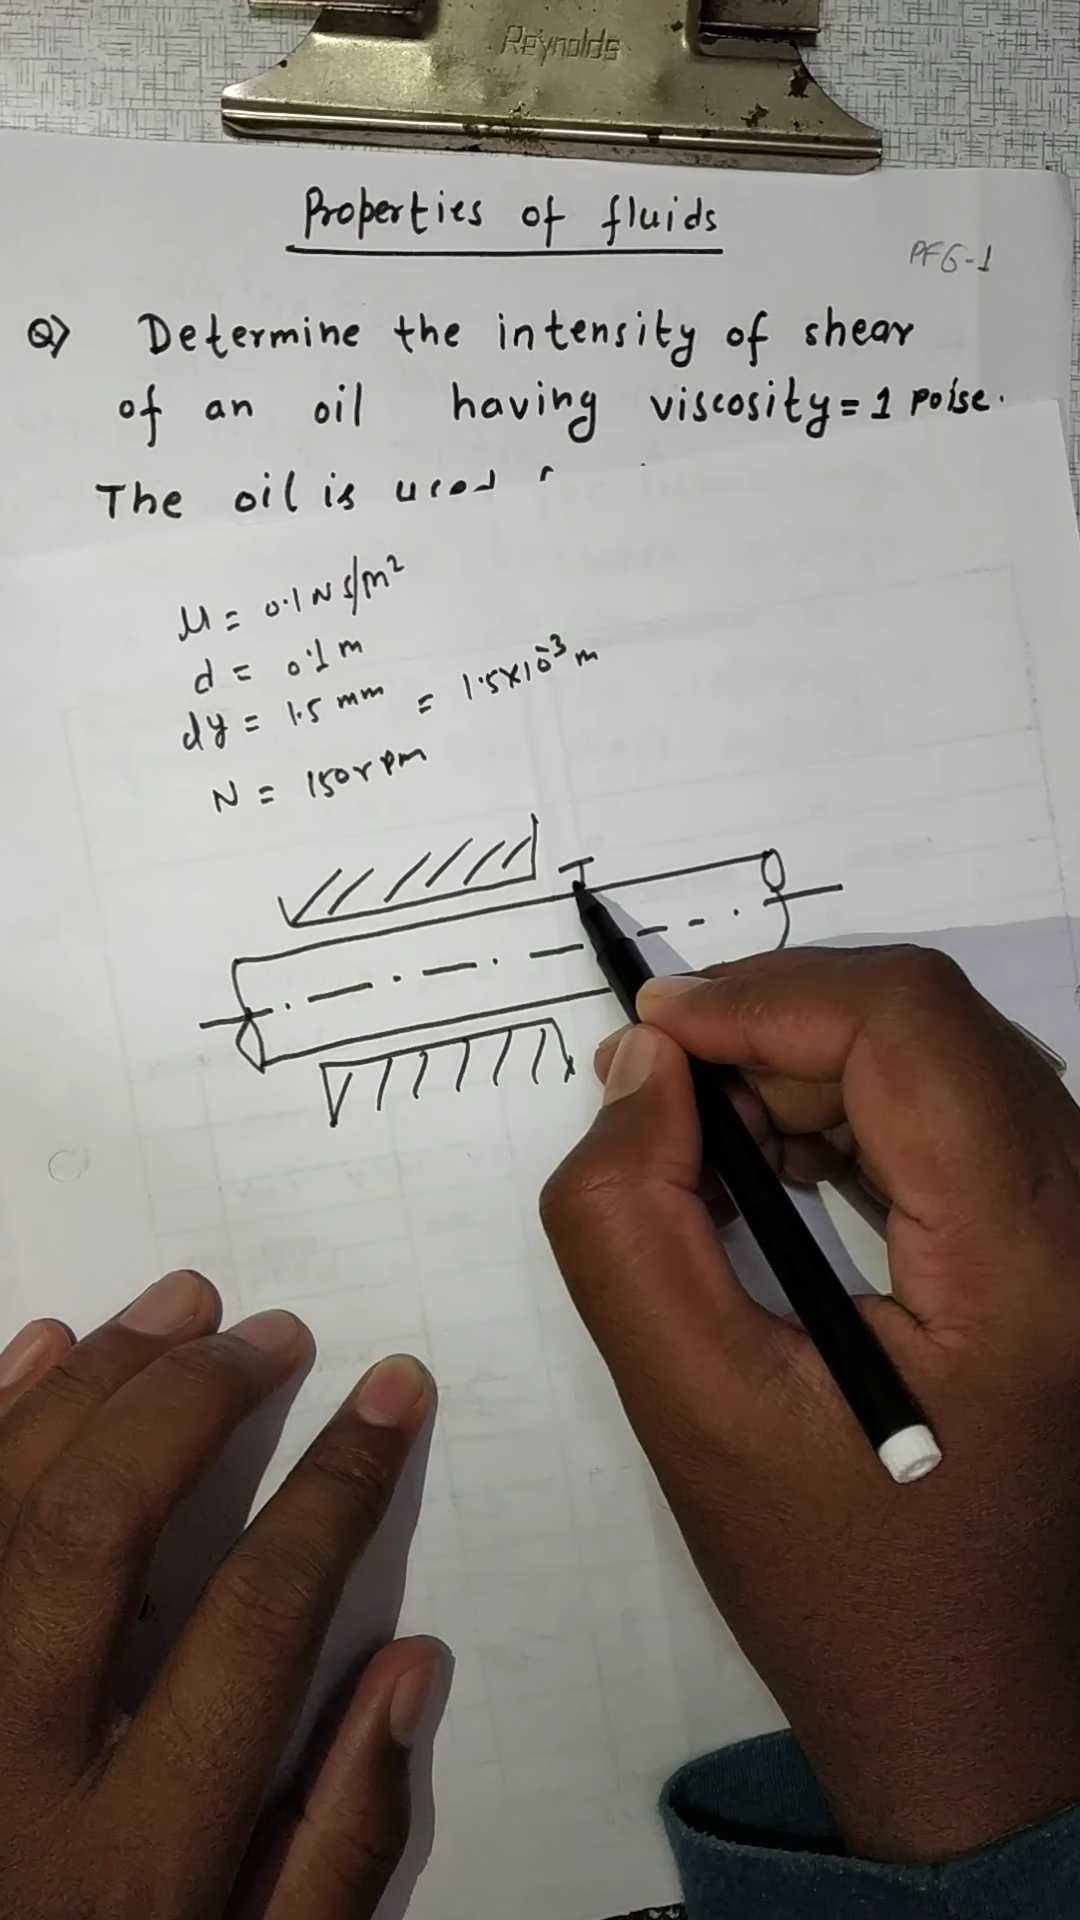 Reynolds
Properties of fluids
PFG-1
Q) Determine the intensity of shear
of an oil having viscosity = 1 poise.
The oil is used
μ = 0.1 N s/m²
d = 0.1 m
dy = 1.5 mm = 1.5×10⁻³ m
N = 150 rpm